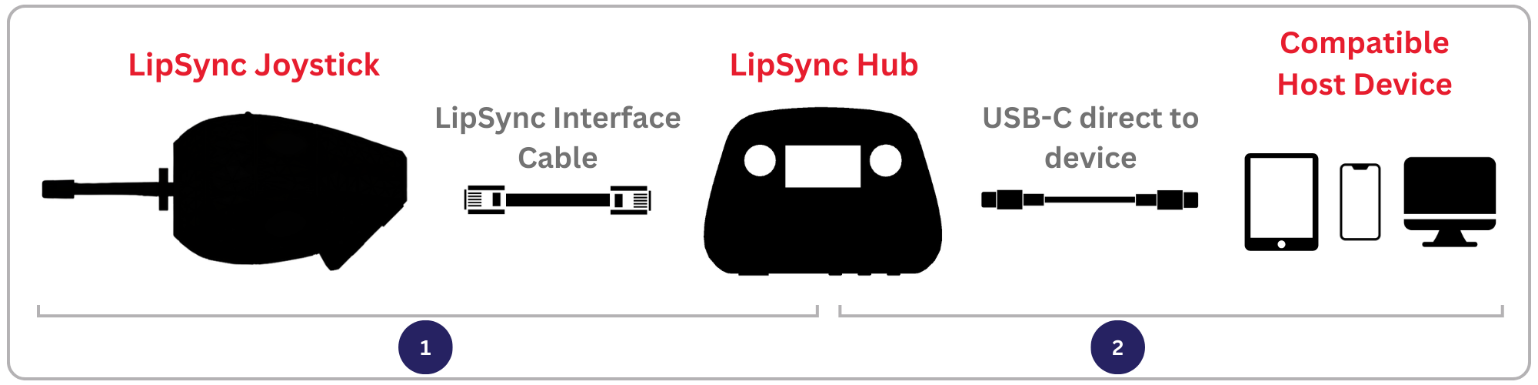 LipSync Joystick
LipSync Interface
Cable
LipSync Hub
USB-C direct to
device
Compatible
Host Device
1
2